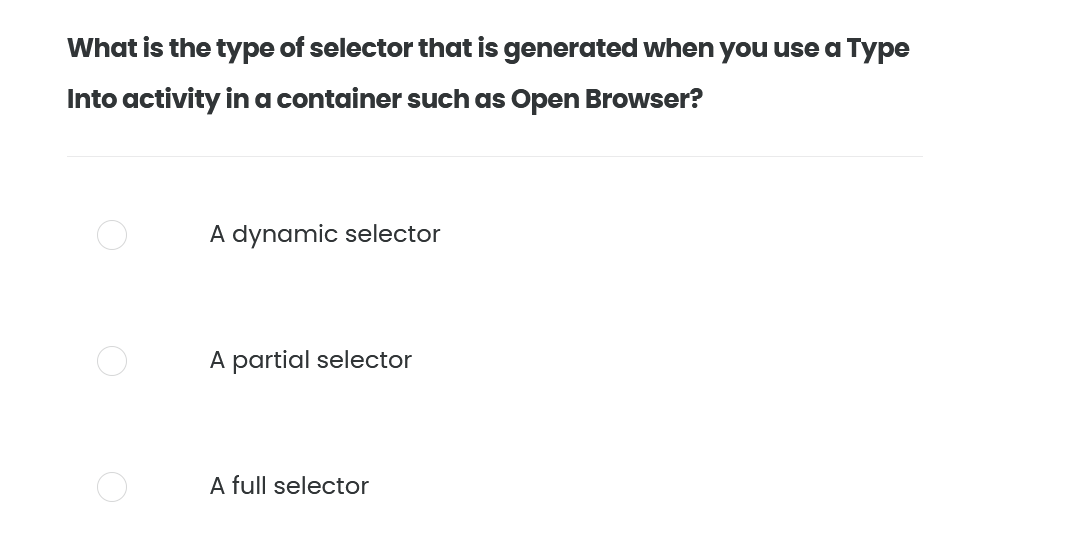 What is the type of selector that is generated when you use a Type
Into activity in a container such as Open Browser?
A dynamic selector
A partial selector
A full selector